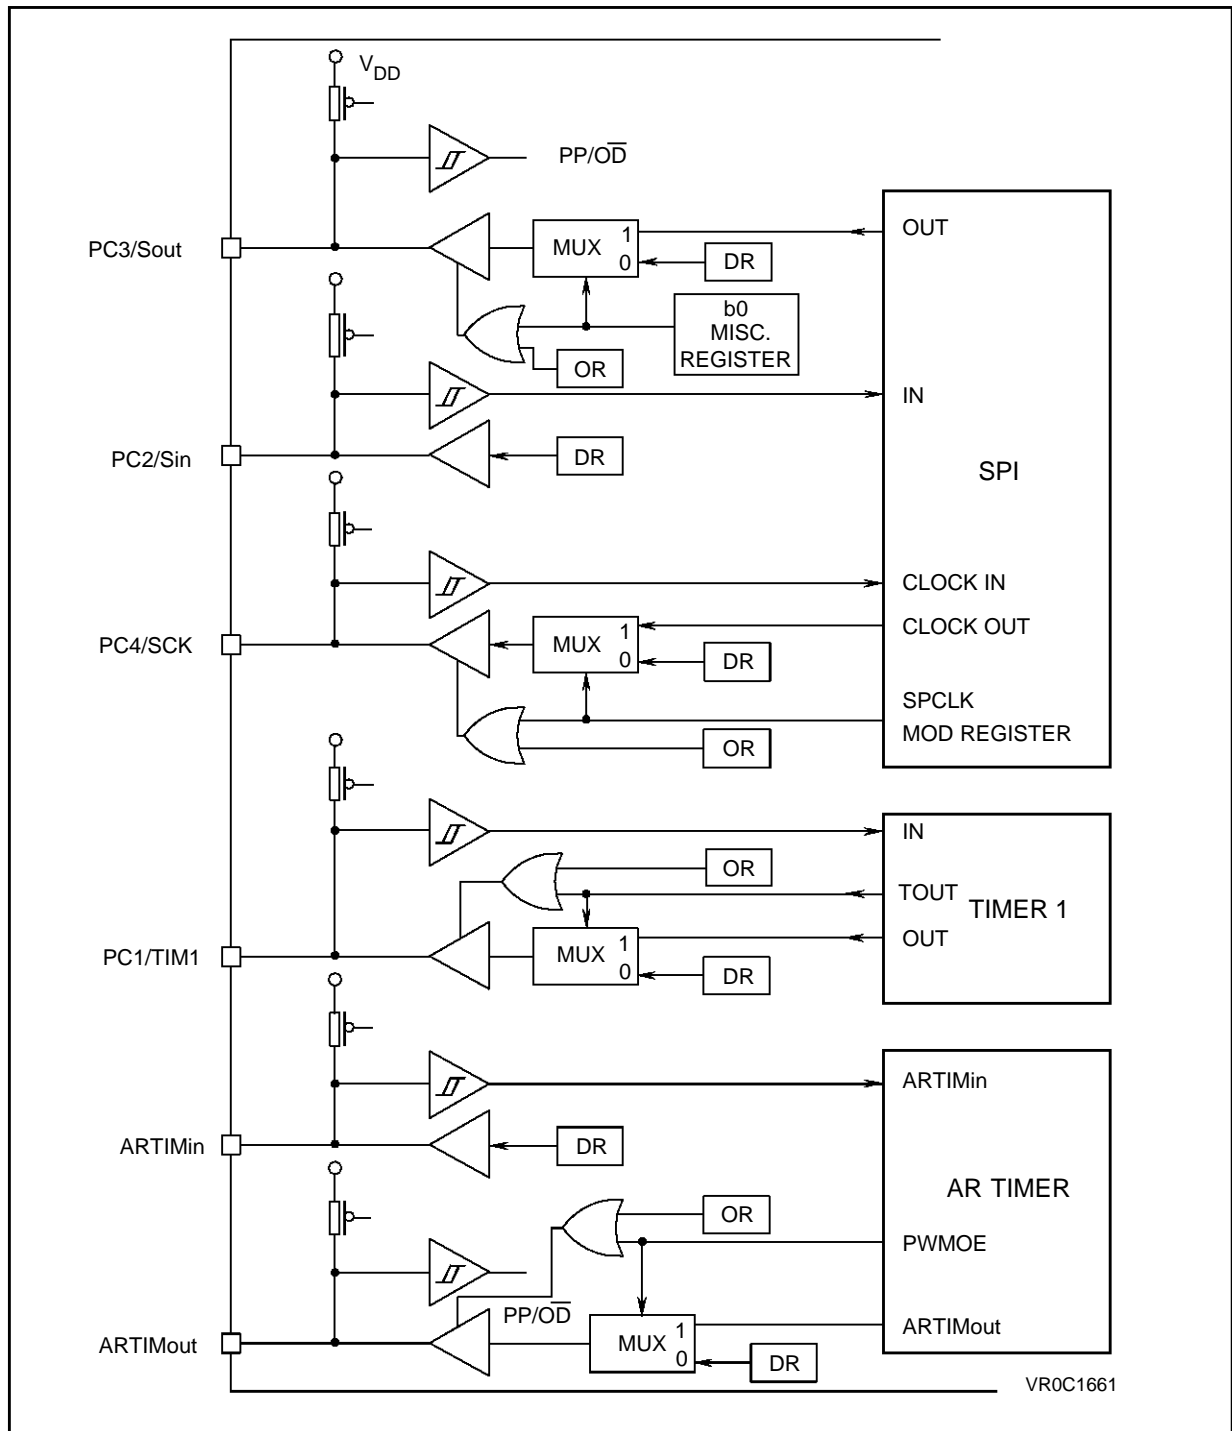 VDD
PP/OD̅
PC3/Sout
MUX 1
0
OUT
DR
b0
MISC.
REGISTER
OR
IN
PC2/Sin
DR
SPI
CLOCK IN
CLOCK OUT
PC4/SCK
MUX 1
0
DR
SPCLK
MOD REGISTER
OR
IN
OR
TOUT
TIMER 1
OUT
PC1/TIM1
MUX 1
0
DR
ARTIMin
ARTIMin
DR
AR TIMER
OR
PWMOE
PP/OD̅
ARTIMout
MUX 1
0
ARTIMout
DR
VR0C1661